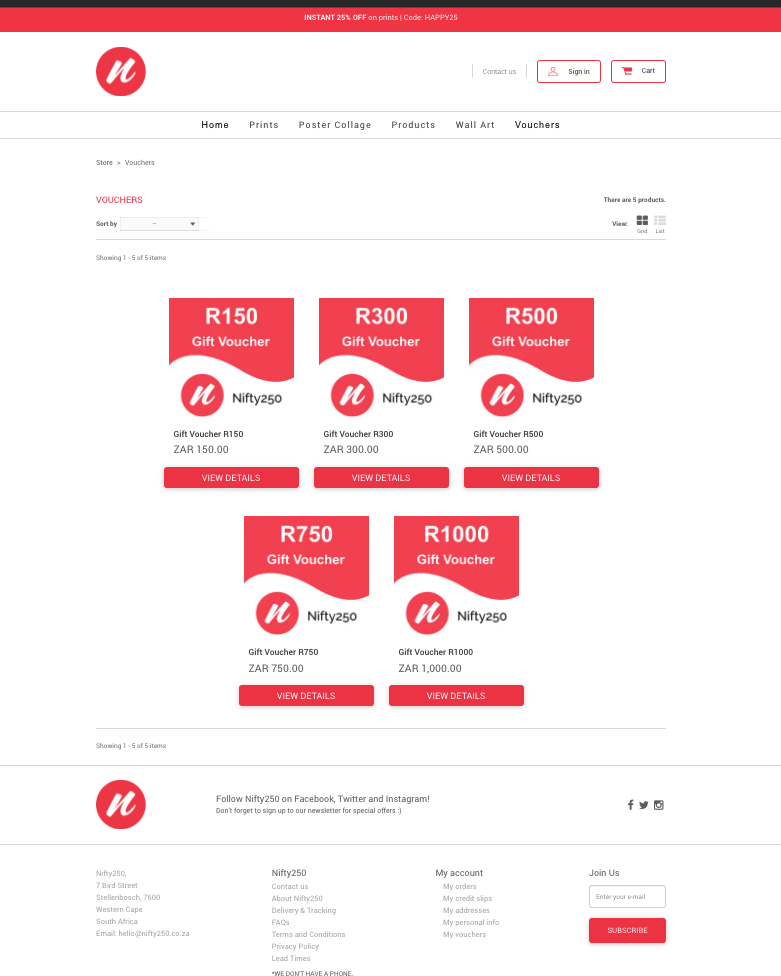 INSTANT 25% OFF on prints | Code: HAPPY25
n
Contact us
Sign in
Cart
Home Prints Poster Collage Products Wall Art Vouchers
Store > Vouchers
VOUCHERS
There are 5 products.
Sort by
--
View:
Grid List
Showing 1 - 5 of 5 items
R150
Gift Voucher
n Nifty250
Gift Voucher R150
ZAR 150.00
VIEW DETAILS
R300
Gift Voucher
n Nifty250
Gift Voucher R300
ZAR 300.00
VIEW DETAILS
R500
Gift Voucher
n Nifty250
Gift Voucher R500
ZAR 500.00
VIEW DETAILS
R750
Gift Voucher
n Nifty250
Gift Voucher R750
ZAR 750.00
VIEW DETAILS
R1000
Gift Voucher
n Nifty250
Gift Voucher R1000
ZAR 1,000.00
VIEW DETAILS
Showing 1 - 5 of 5 items
n
Follow Nifty250 on Facebook, Twitter and Instagram!
Don't forget to sign up to our newsletter for special offers :)
Nifty250,
7 Bird Street
Stellenbosch, 7600
Western Cape
South Africa
Email: hello@nifty250.co.za
Nifty250
Contact us
About Nifty250
Delivery & Tracking
FAQs
Terms and Conditions
Privacy Policy
Lead Times
*WE DON'T HAVE A PHONE.
My account
My orders
My credit slips
My addresses
My personal info
My vouchers
Join Us
Enter your e-mail
SUBSCRIBE